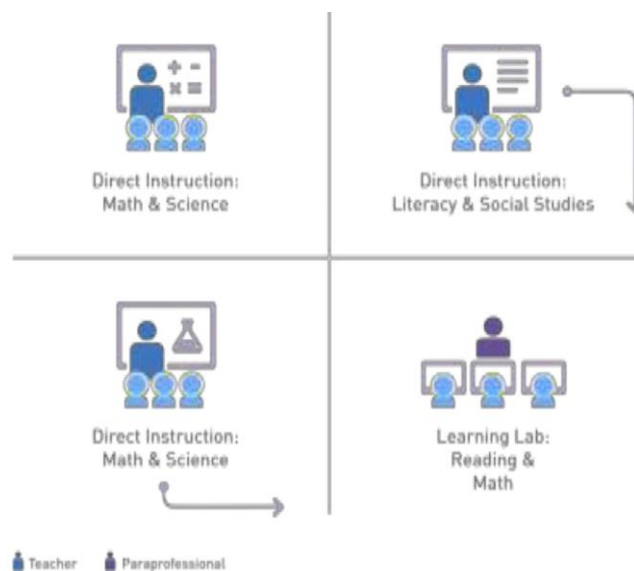 Direct Instruction:
Math & Science
Direct Instruction:
Literacy & Social Studies
Direct Instruction:
Math & Science
Learning Lab:
Reading &
Math
Teacher
Paraprofessional